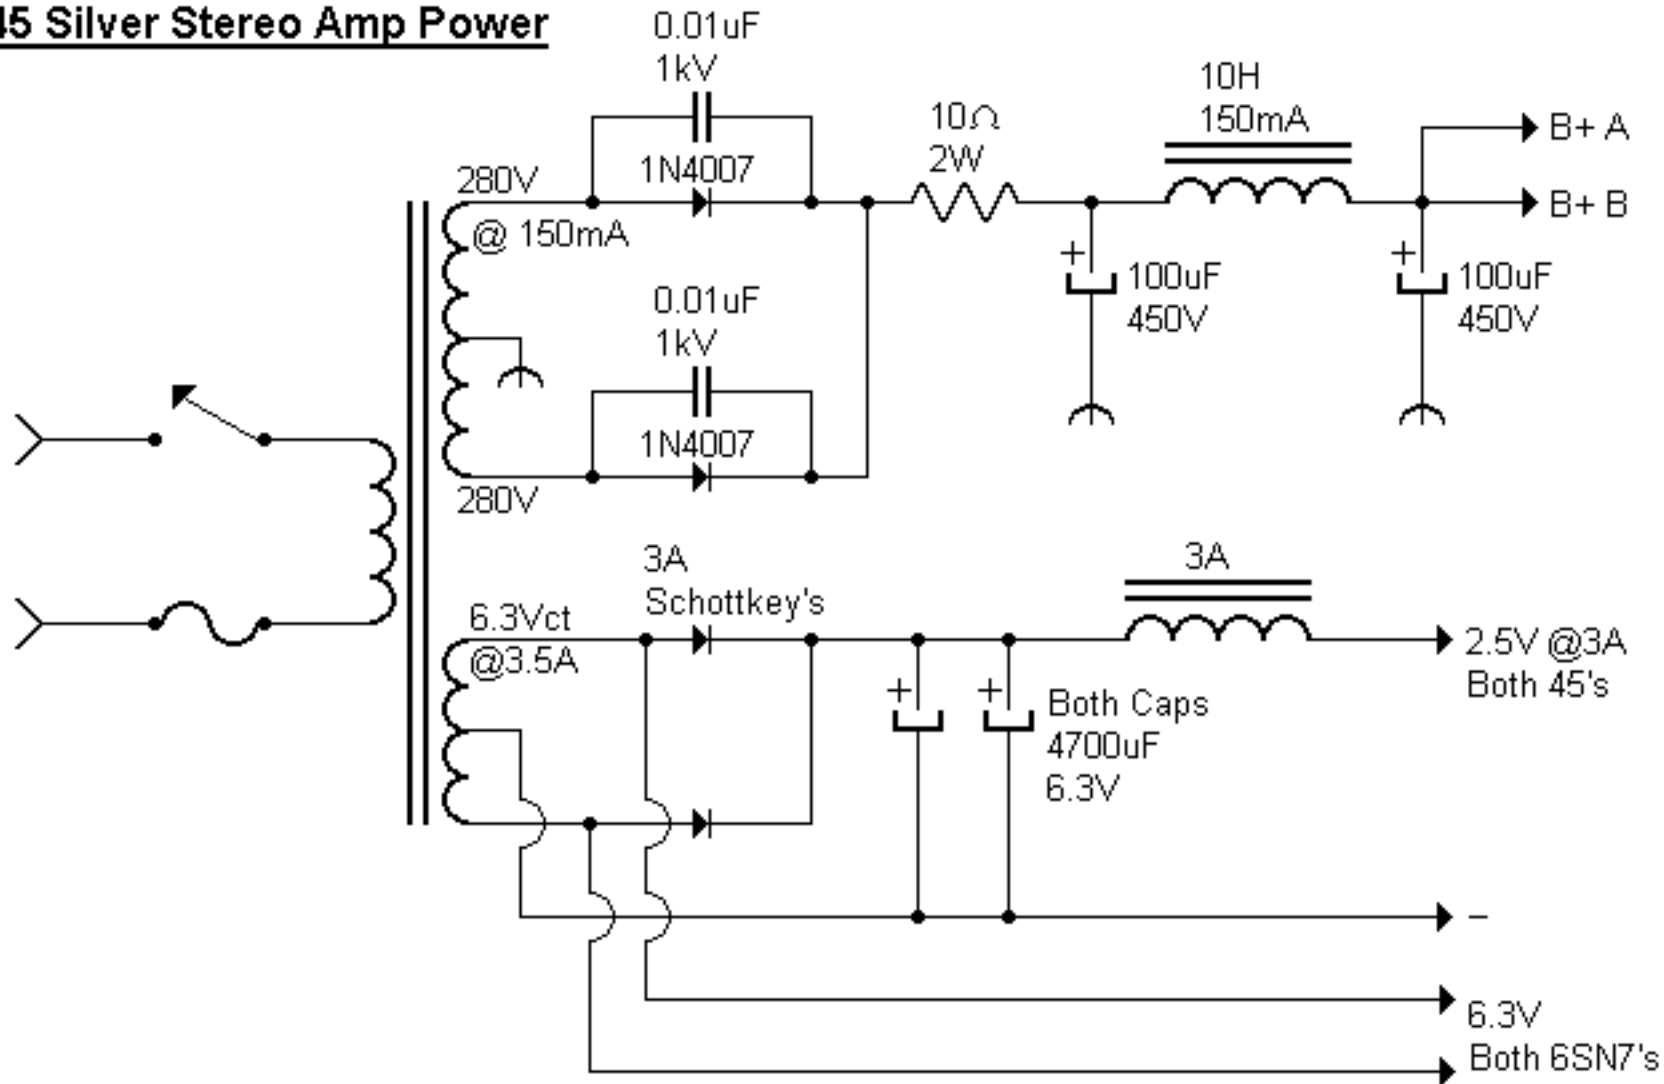 45 Silver Stereo Amp Power
0.01uF
1kV
1N4007
280V
@ 150mA
10Ω
2W
10H
150mA
B+ A
B+ B
+
100uF
450V
+
100uF
450V
0.01uF
1kV
1N4007
280V
3A
Schottkey's
6.3Vct
@3.5A
3A
2.5V @3A
Both 45's
+
+
Both Caps
4700uF
6.3V
–
6.3V
Both 6SN7's